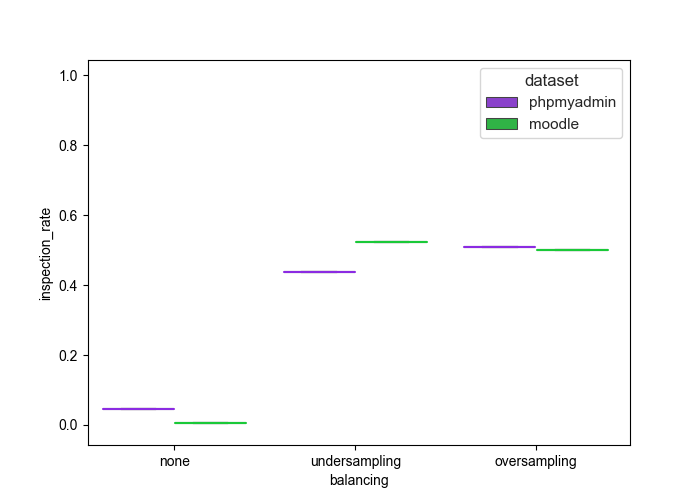 1.0
0.8
0.6
0.4
0.2
0.0
inspection_rate
none
undersampling
oversampling
balancing
dataset
phpmyadmin
moodle